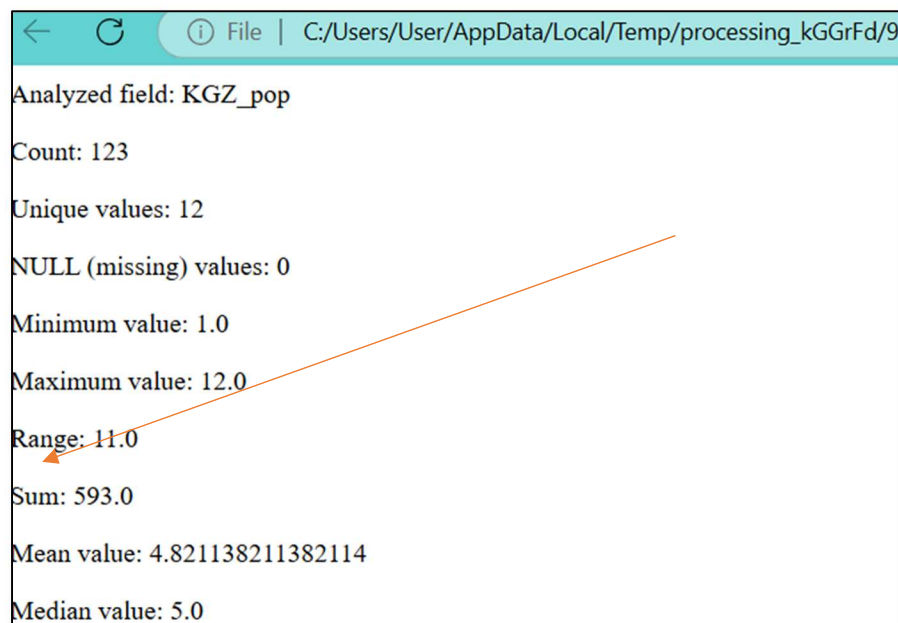 File | C:/Users/User/AppData/Local/Temp/processing_kGGrFd/9
Analyzed field: KGZ_pop
Count: 123
Unique values: 12
NULL (missing) values: 0
Minimum value: 1.0
Maximum value: 12.0
Range: 11.0
Sum: 593.0
Mean value: 4.821138211382114
Median value: 5.0